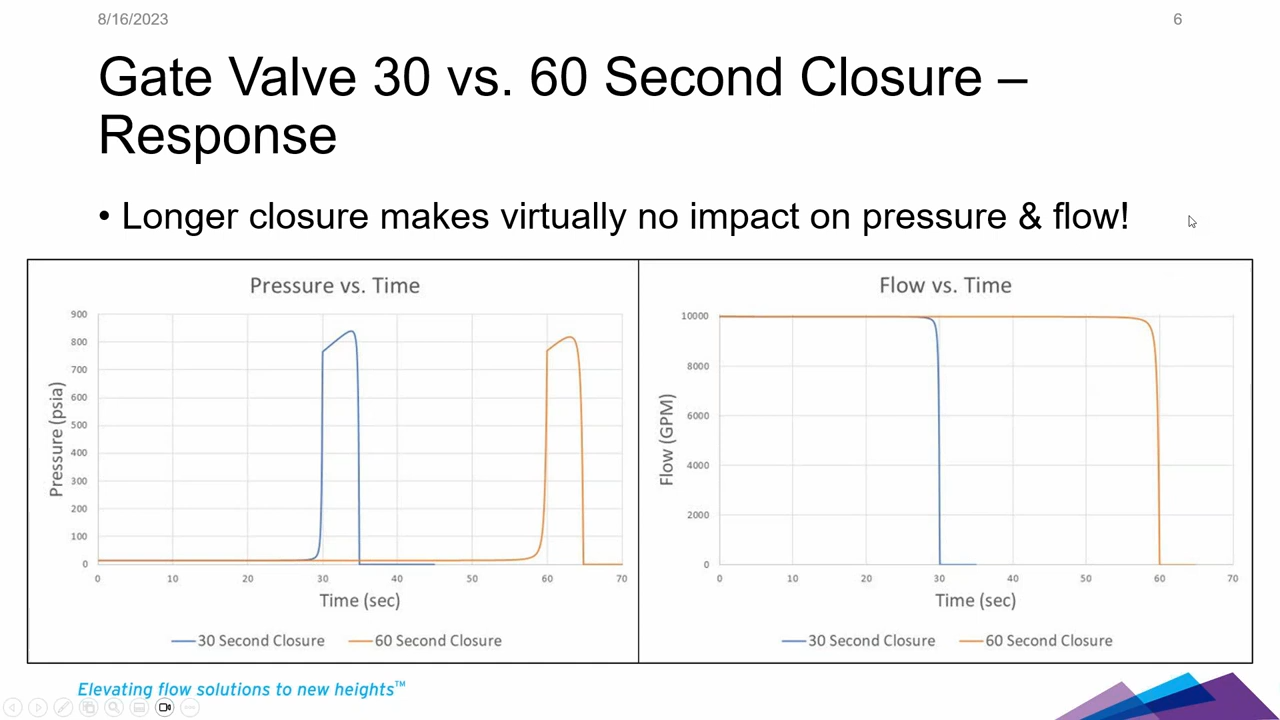 8/16/2023
6
Gate Valve 30 vs. 60 Second Closure –
Response
• Longer closure makes virtually no impact on pressure & flow!
Pressure vs. Time
900
800
700
600
500
400
300
200
100
0
Pressure (psia)
0 10 20 30 40 50 60 70
Time (sec)
30 Second Closure 60 Second Closure
Flow vs. Time
10000
8000
6000
4000
2000
0
Flow (GPM)
0 10 20 30 40 50 60 70
Time (sec)
30 Second Closure 60 Second Closure
Elevating flow solutions to new heights™